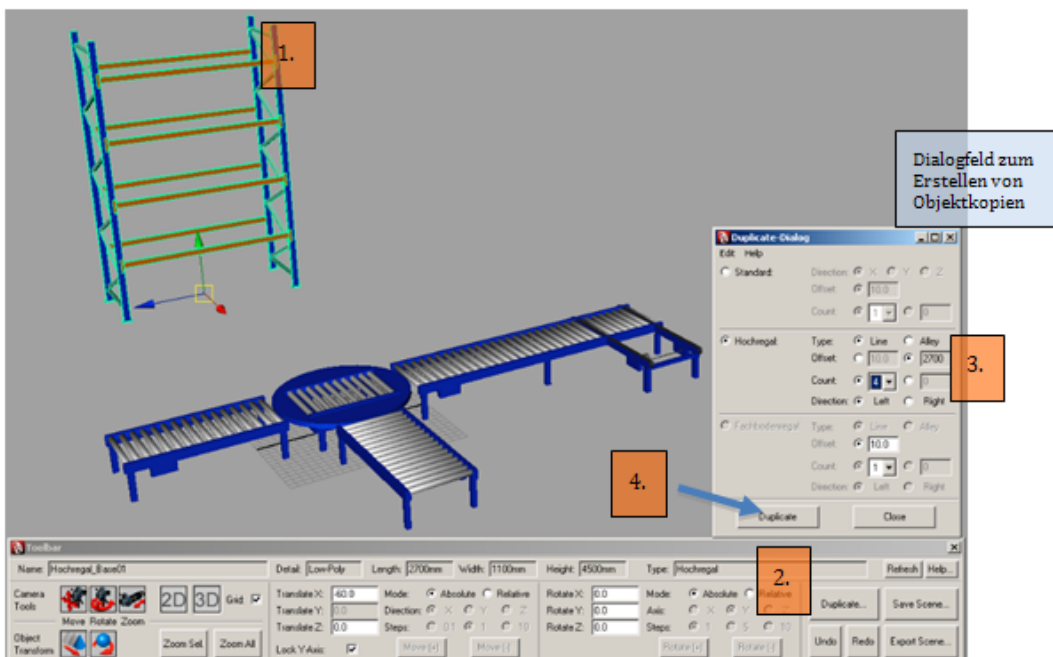 1.
Dialogfeld zum
Erstellen von
Objektkopien
Duplicate-Dialog
Edit Help
Standard: Direction: X Y Z
Offset: 10.0
Count: 1 0
Hochregal: Type: Line Alley
Offset: 10.0 2700
3.
Count: 4 0
Direction: Left Right
Fachbodenregal Type: Line Alley
Offset: 10.0
Count: 1 0
Direction: Left Right
4.
Duplicate Close
Toolbar
Name: Hochregal_Base01 Detail: Low-Poly Length: 2700mm Width: 1100mm Height: 4500mm Type: Hochregal Refresh Help...
2.
Camera Tools: Move Rotate Zoom 2D 3D Grid:
Translate X: -60.0 Mode: Absolute Relative Rotate X: 0.0 Mode: Absolute Relative
Translate Y: 0.0 Direction: X Y Z Rotate Y: 0.0 Axis: X Y Z Duplicate... Save Scene...
Translate Z: 0.0 Steps: 01 1 10 Rotate Z: 0.0 Steps: 1 5 10
Object Transform Zoom Sel. Zoom All Lock Y-Axis: Move (+) Move (-) Rotate (+) Rotate (-) Undo Redo Export Scene...